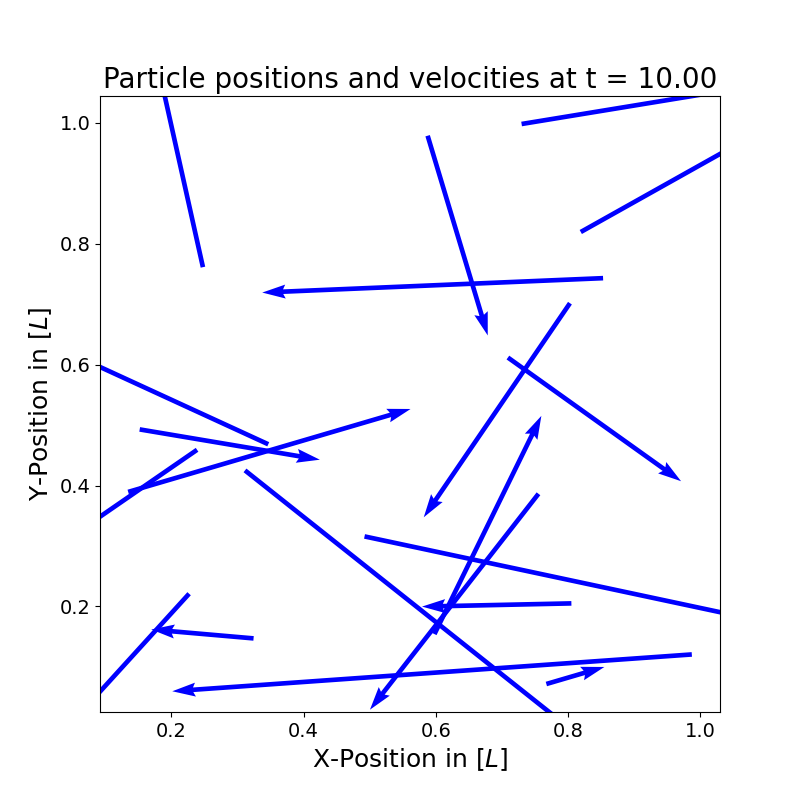 Particle positions and velocities at t = 10.00
1.0
0.8
0.6
0.4
0.2
Y-Position in [L]
0.2 0.4 0.6 0.8 1.0
X-Position in [L]